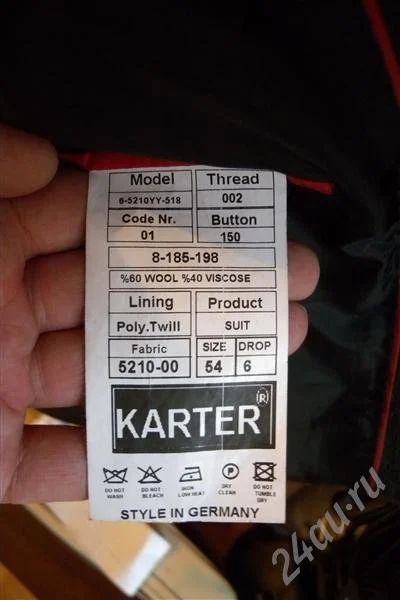 Model Thread
6-5210YY-518 002
Code Nr. Button
01 150
8-185-198
%60 WOOL %40 VISCOSE
Lining Product
Poly.Twill SUIT
Fabric SIZE DROP
5210-00 54 6
KARTER ®
DO NOT WASH DO NOT BLEACH IRON LOW HEAT DRY CLEAN DO NOT TUMBLE DRY
STYLE IN GERMANY
24au.ru